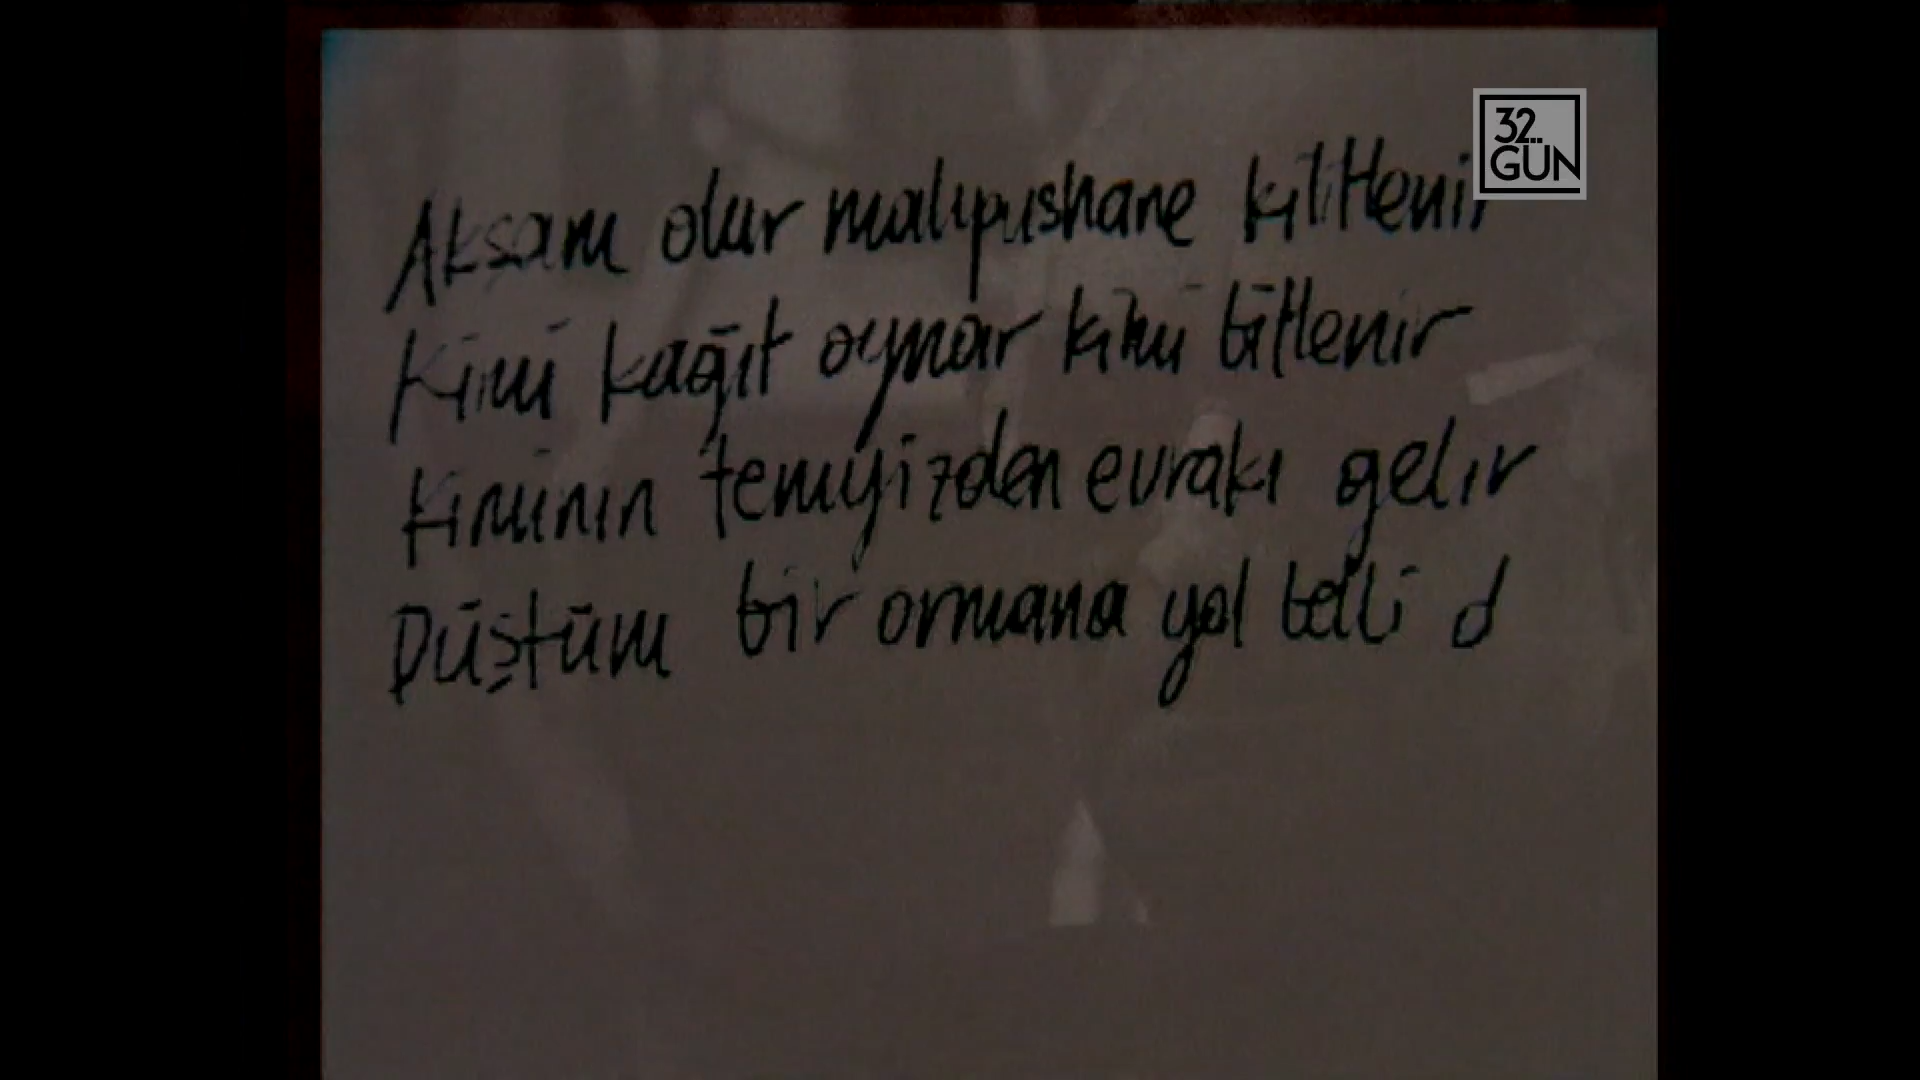 32.
GÜN
Akşam olur mahpushane kilitlenir
Kimi kağıt oynar kimi bitlenir
Kiminin temyizden evrakı gelir
Düştüm bir ormana yol belli d